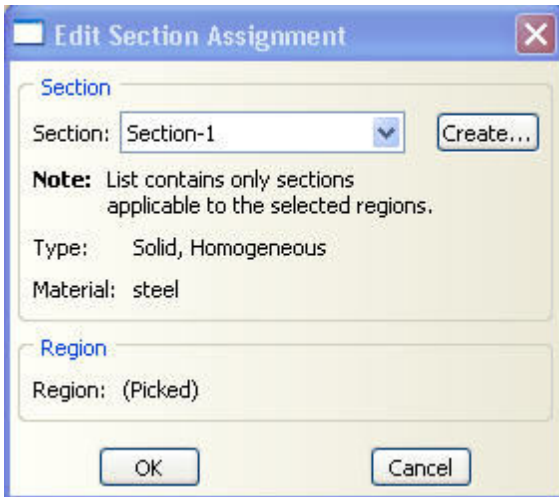 Edit Section Assignment
Section
Section: Section-1 Create...
Note: List contains only sections
applicable to the selected regions.
Type: Solid, Homogeneous
Material: steel
Region
Region: (Picked)
OK Cancel